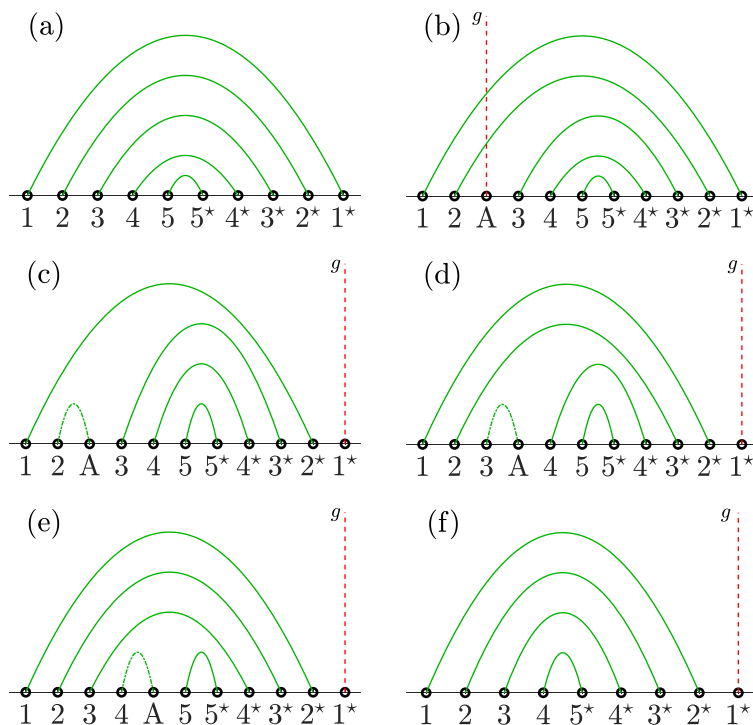 (a)
1 2 3 4 5 5⋆ 4⋆ 3⋆ 2⋆ 1⋆
(b)
g
1 2 A 3 4 5 5⋆ 4⋆ 3⋆ 2⋆ 1⋆
(c)
g
1 2 A 3 4 5 5⋆ 4⋆ 3⋆ 2⋆ 1⋆
(d)
g
1 2 3 A 4 5 5⋆ 4⋆ 3⋆ 2⋆ 1⋆
(e)
g
1 2 3 4 A 5 5⋆ 4⋆ 3⋆ 2⋆ 1⋆
(f)
g
1 2 3 4 5⋆ 4⋆ 3⋆ 2⋆ 1⋆